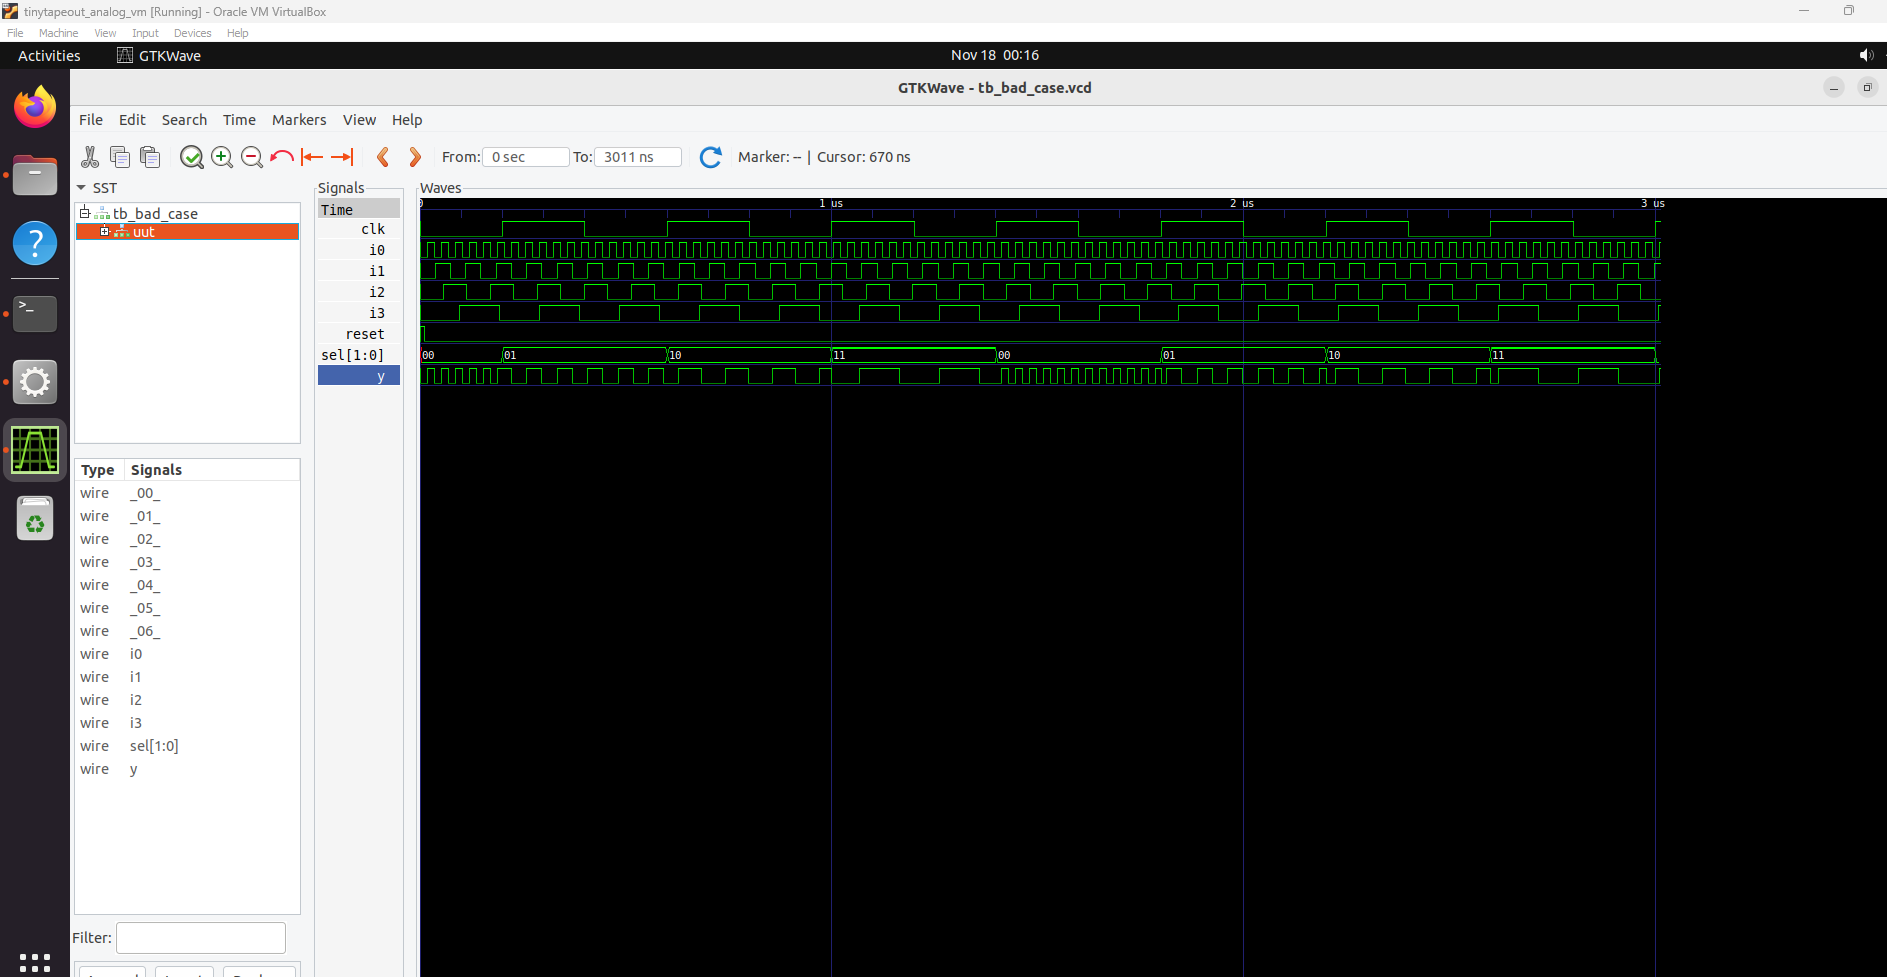 tinytapeout_analog_vm [Running] - Oracle VM VirtualBox
File Machine View Input Devices Help
Activities GTKWave Nov 18 00:16
GTKWave - tb_bad_case.vcd
File Edit Search Time Markers View Help
From: 0 sec To: 3011 ns Marker: -- | Cursor: 670 ns
SST
tb_bad_case
uut
Type Signals
wire _00_
wire _01_
wire _02_
wire _03_
wire _04_
wire _05_
wire _06_
wire i0
wire i1
wire i2
wire i3
wire sel[1:0]
wire y
Filter:
Signals
Time
clk
i0
i1
i2
i3
reset
sel[1:0]
y
Waves
0 1 us 2 us 3 us
00 01 10 11 00 01 10 11